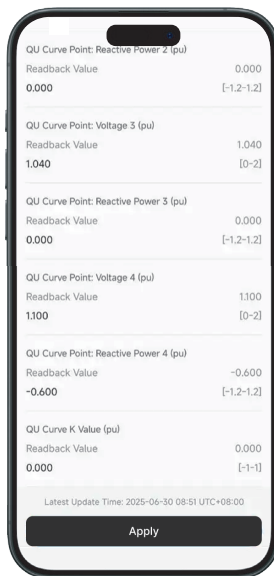 QU Curve Point: Reactive Power 2 (pu)
Readback Value 0.000
0.000 [-1.2-1.2]
QU Curve Point: Voltage 3 (pu)
Readback Value 1.040
1.040 [0-2]
QU Curve Point: Reactive Power 3 (pu)
Readback Value 0.000
0.000 [-1.2-1.2]
QU Curve Point: Voltage 4 (pu)
Readback Value 1.100
1.100 [0-2]
QU Curve Point: Reactive Power 4 (pu)
Readback Value -0.600
-0.600 [-1.2-1.2]
QU Curve K Value (pu)
Readback Value 0.000
0.000 [-1-1]
Latest Update Time: 2025-06-30 08:51 UTC+08:00
Apply